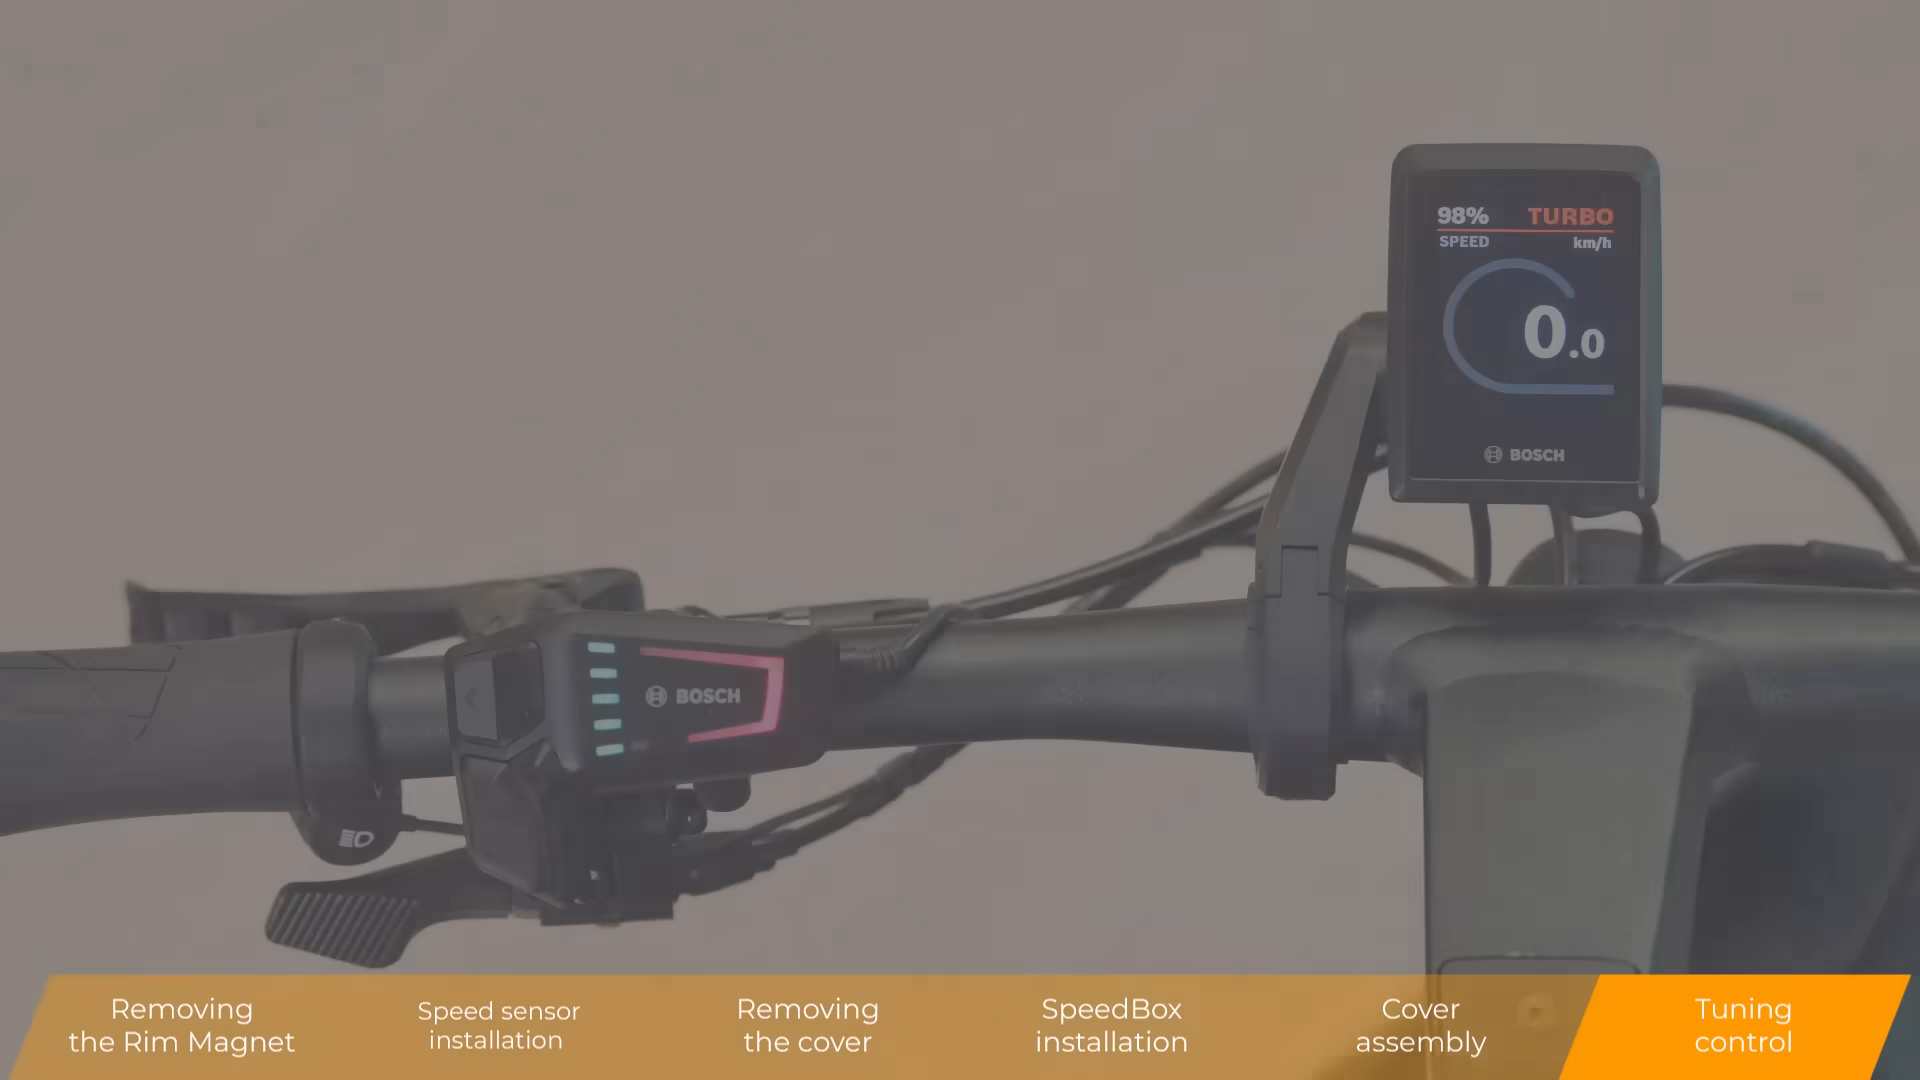 98% TURBO
SPEED km/h
0.0
BOSCH
BOSCH
Removing
the Rim Magnet
Speed sensor
installation
Removing
the cover
SpeedBox
installation
Cover
assembly
Tuning
control